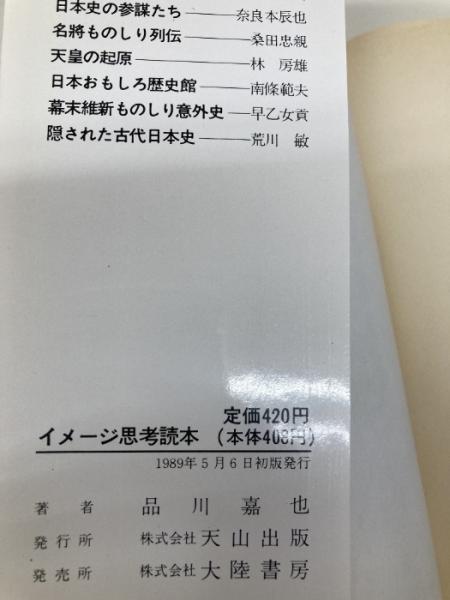 日本史の参謀たち――奈良本辰也
名將ものしり列伝――桑田忠親
天皇の起原――林 房雄
日本おもしろ歴史館――南條範夫
幕末維新ものしり意外史―早乙女貢
隠された古代日本史――荒川 敏
定価420円
イメージ思考読本 (本体408円)
1989年5月6日初版発行
著者 品川嘉也
発行所 株式会社 天山出版
発売所 株式会社 大陸書房